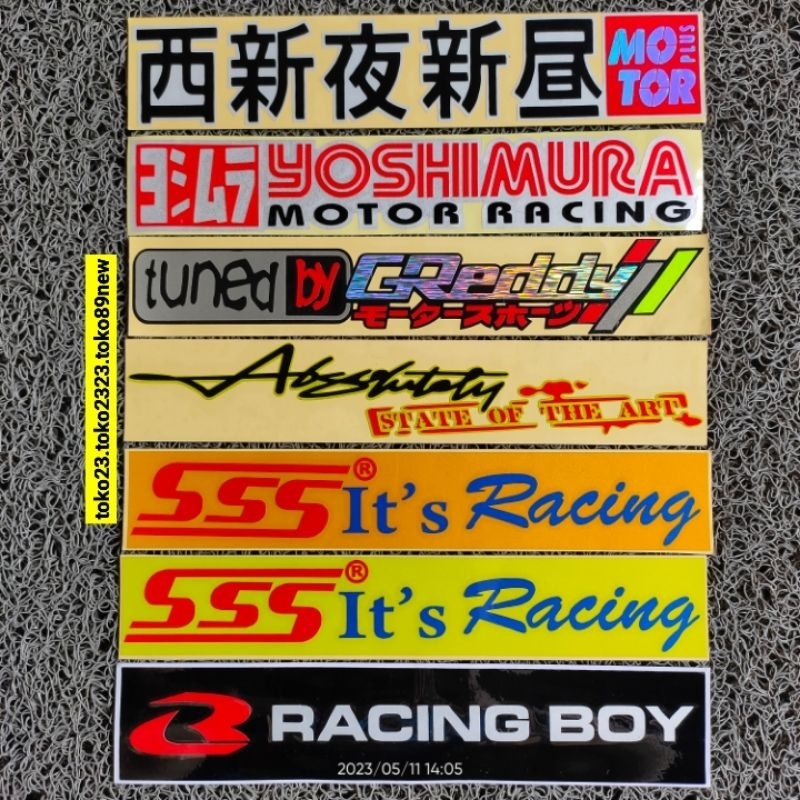 西新夜新昼 MOTOR PLUS
ヨシムラ YOSHIMURA
MOTOR RACING
tuned by GReddy
モータースポーツ
Absolutely
STATE OF THE ART
SSS® It's Racing
SSS® It's Racing
R RACING BOY
2023/05/11 14:05
toko23.toko2323.toko89new